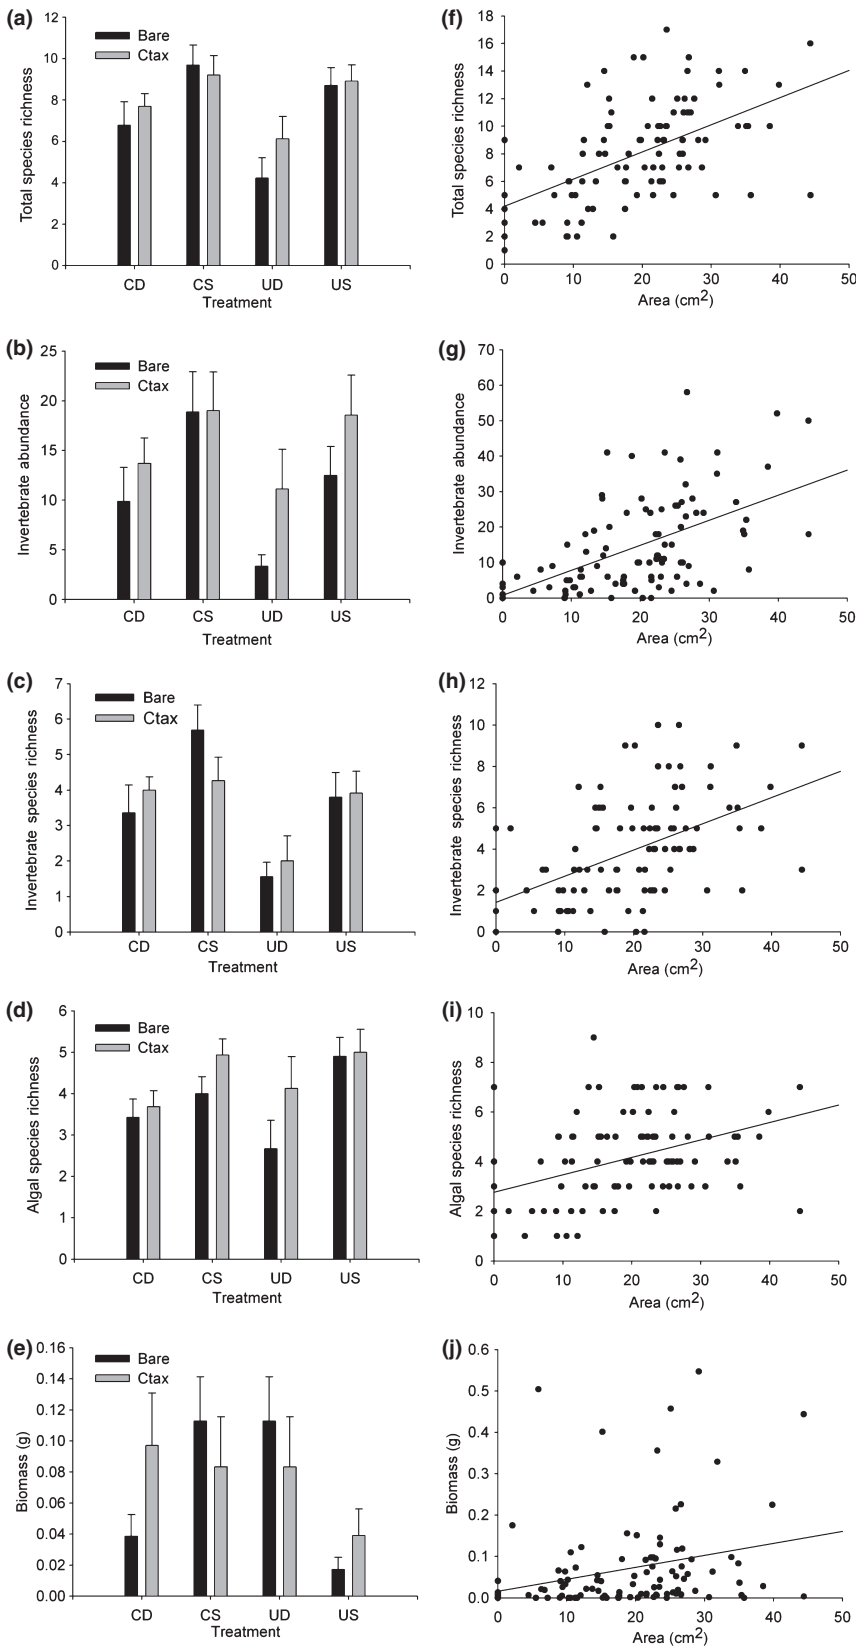 (a)
12
10
8
6
4
2
0
Total species richness
Bare
Ctax
CD CS UD US
Treatment
(f)
18
16
14
12
10
8
6
4
2
0
Total species richness
0 10 20 30 40 50
Area (cm2)
(b)
25
20
15
10
5
0
Invertebrate abundance
Bare
Ctax
CD CS UD US
Treatment
(g)
70
60
50
40
30
20
10
0
Invertebrate abundance
0 10 20 30 40 50
Area (cm2)
(c)
7
6
5
4
3
2
1
0
Invertebrate species richness
Bare
Ctax
CD CS UD US
Treatment
(h)
12
10
8
6
4
2
0
Invertebrate species richness
0 10 20 30 40 50
Area (cm2)
(d)
6
5
4
3
2
1
0
Algal species richness
Bare
Ctax
CD CS UD US
Treatment
(i)
10
8
6
4
2
0
Algal species richness
0 10 20 30 40 50
Area (cm2)
(e)
0.16
0.14
0.12
0.10
0.08
0.06
0.04
0.02
0.00
Biomass (g)
Bare
Ctax
CD CS UD US
Treatment
(j)
0.6
0.5
0.4
0.3
0.2
0.1
0.0
Biomass (g)
0 10 20 30 40 50
Area (cm2)